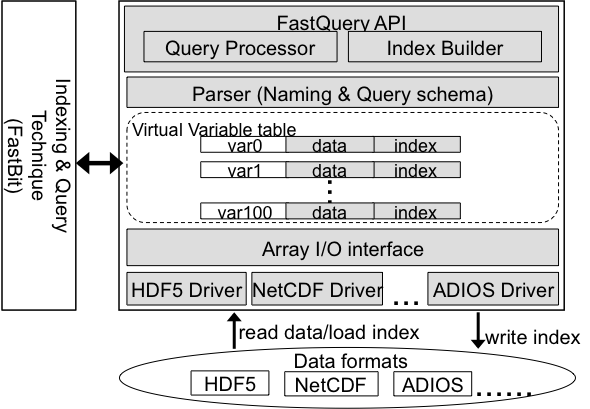 Indexing & Query
Technique
(FastBit)
FastQuery API
Query Processor
Index Builder
Parser (Naming & Query schema)
Virtual Variable table
var0 data index
var1 data index
var100 data index
Array I/O interface
HDF5 Driver NetCDF Driver ... ADIOS Driver
read data/load index
write index
Data formats
HDF5 NetCDF ADIOS ......